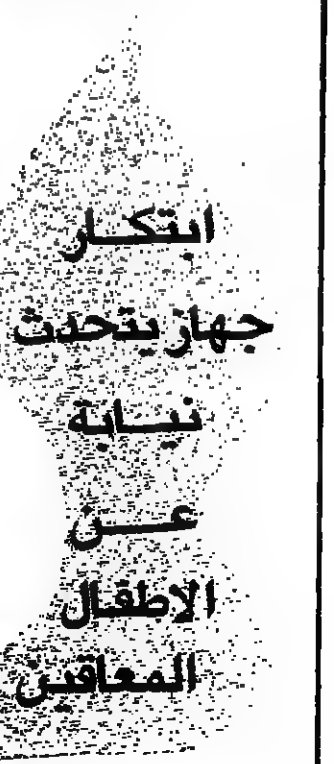 ابتكار
جهاز يتحدث
نيابة
عن
الاطفال
المعاقين